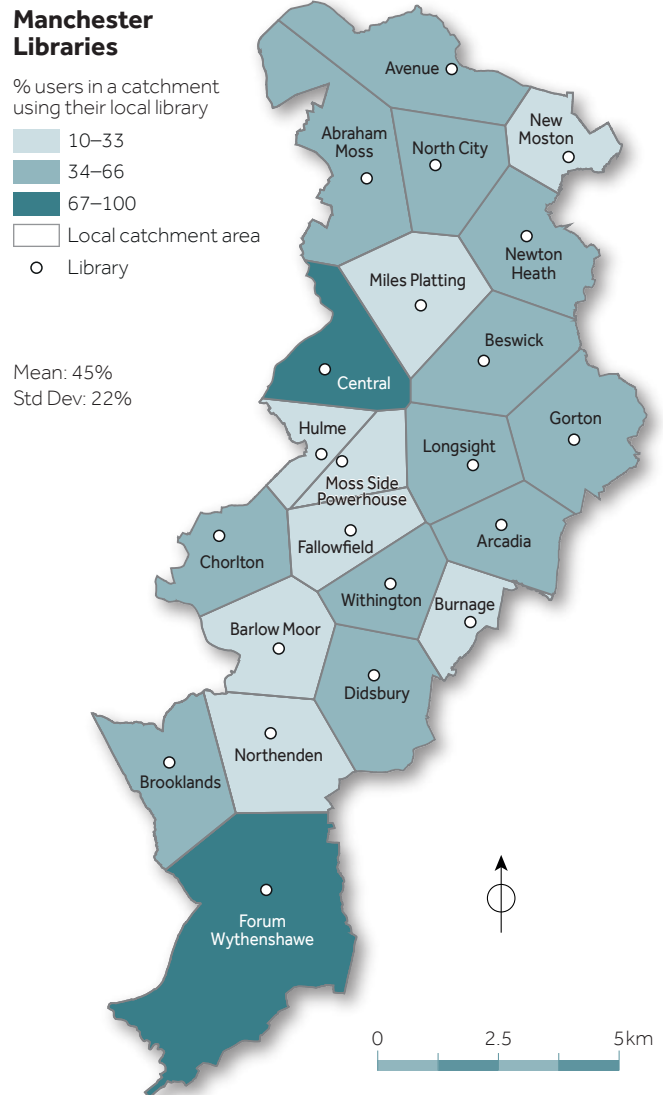 Manchester
Libraries
% users in a catchment
using their local library
10–33
34–66
67–100
Local catchment area
Library
Mean: 45%
Std Dev: 22%
Avenue
New
Moston
Abraham
Moss
North City
Newton
Heath
Miles Platting
Beswick
Central
Gorton
Hulme
Longsight
Moss Side
Powerhouse
Arcadia
Fallowfield
Chorlton
Withington
Burnage
Barlow Moor
Didsbury
Northenden
Brooklands
Forum
Wythenshawe
0 2.5 5km